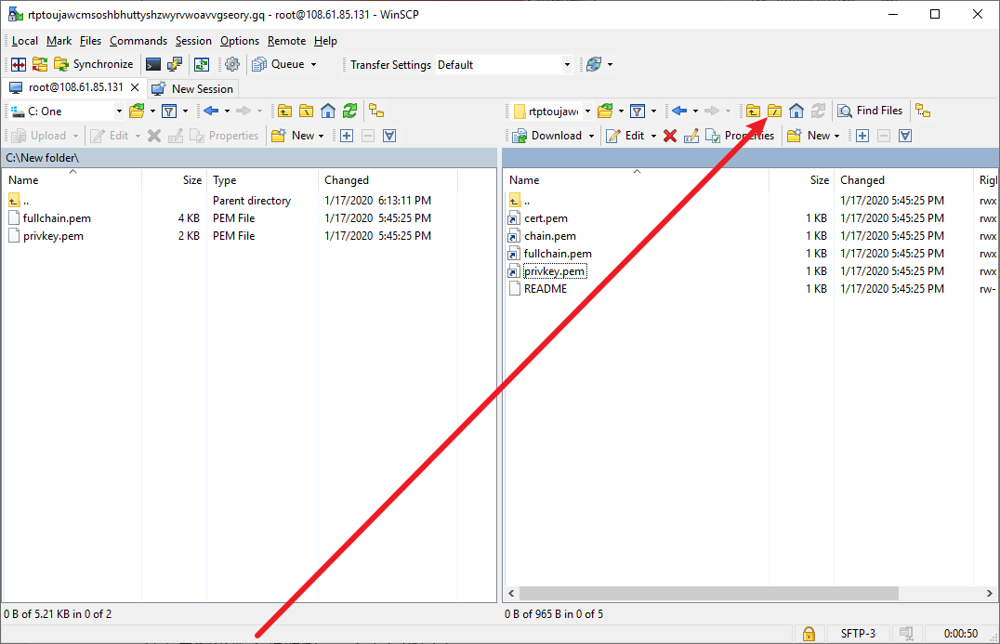 rtptoujawcmsoshbhuttyshzwyrvwoavvgseory.gq - root@108.61.85.131 - WinSCP
Local Mark Files Commands Session Options Remote Help
Synchronize Queue Transfer Settings Default
root@108.61.85.131 New Session
C: One rtptoujaw Find Files
Upload Edit Properties New Download Edit Properties New
C:\New folder\
Name Size Type Changed Name Size Changed Righ
.. Parent directory 1/17/2020 6:13:11 PM .. 1/17/2020 5:45:25 PM rwx
fullchain.pem 4 KB PEM File 1/17/2020 5:45:25 PM cert.pem 1 KB 1/17/2020 5:45:25 PM rwx
privkey.pem 2 KB PEM File 1/17/2020 5:45:25 PM chain.pem 1 KB 1/17/2020 5:45:25 PM rwx
fullchain.pem 1 KB 1/17/2020 5:45:25 PM rwx
privkey.pem 1 KB 1/17/2020 5:45:25 PM rwx
README 1 KB 1/17/2020 5:45:25 PM rw-
0 B of 5.21 KB in 0 of 2 0 B of 965 B in 0 of 5
SFTP-3 0:00:50